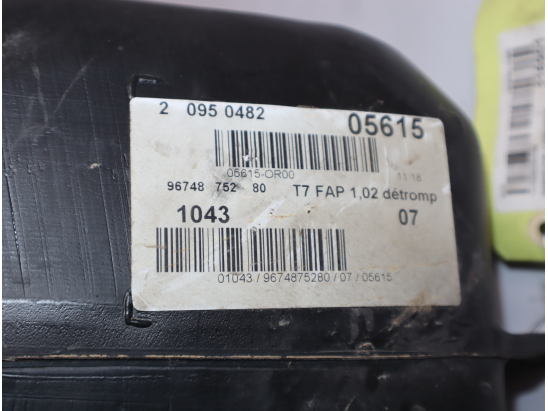 2 095 0482 05615
05615-OR00 11:16
96748 752 80 T7 FAP 1,02 détromp
1043 07
01043 / 9674875280 / 07 / 05615